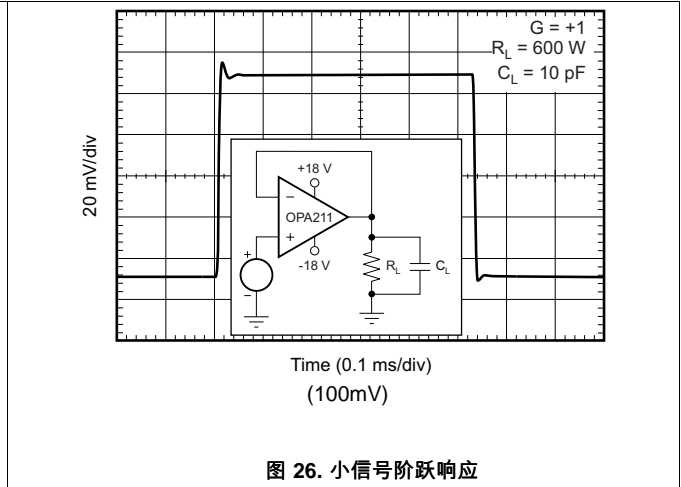 G = +1
R_L = 600 W
C_L = 10 pF
20 mV/div
+18 V
−
OPA211
+
+
-18 V
R_L
C_L
−
Time (0.1 ms/div)
(100mV)
图 26. 小信号阶跃响应